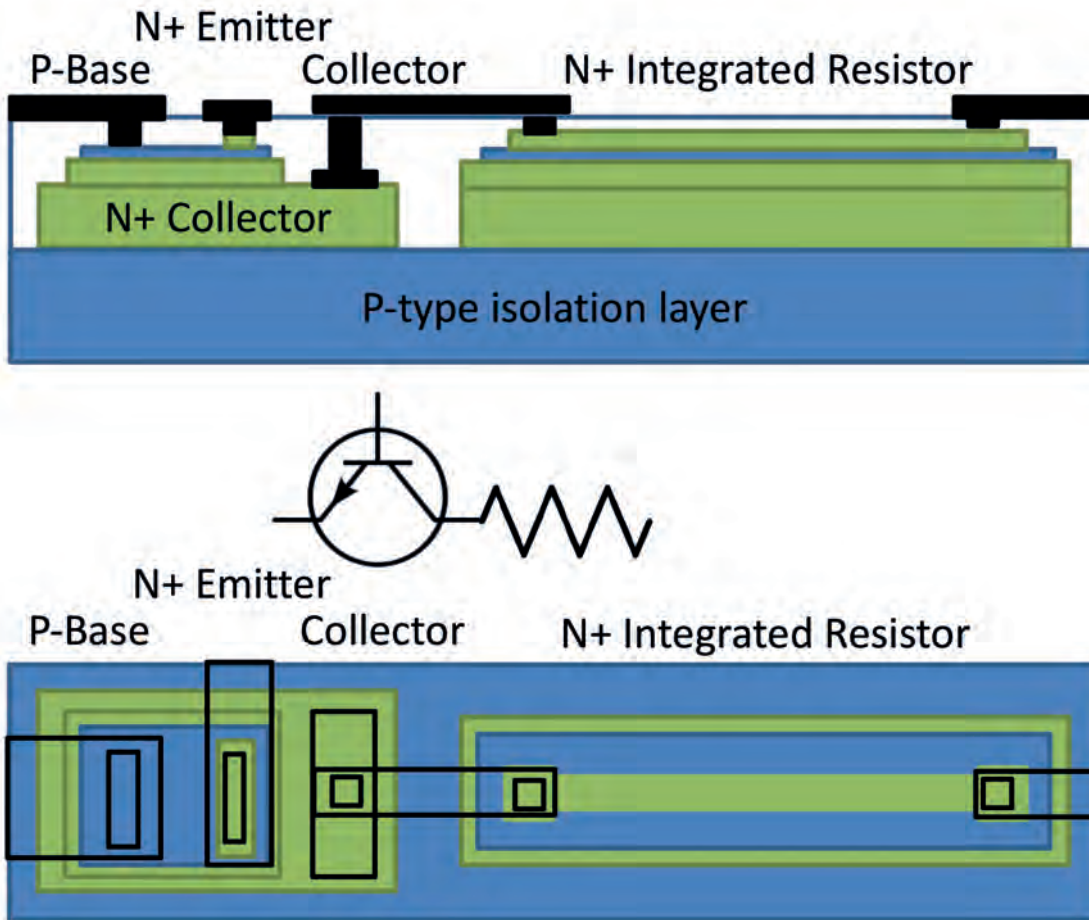 N+ Emitter
P-Base
Collector
N+ Integrated Resistor
N+ Collector
P-type isolation layer
N+ Emitter
P-Base
Collector
N+ Integrated Resistor